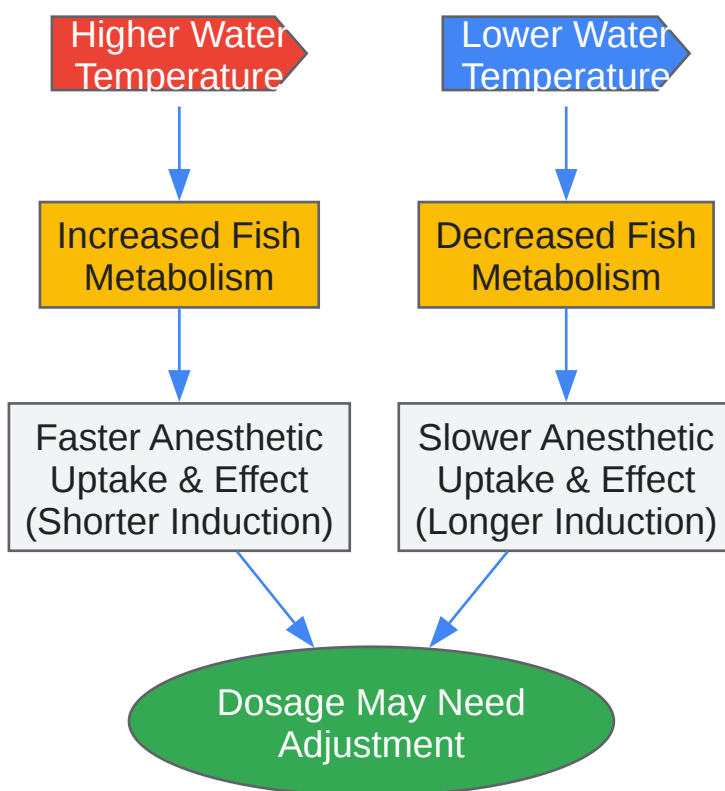 Higher Water
Temperature
Lower Water
Temperature
Increased Fish
Metabolism
Decreased Fish
Metabolism
Faster Anesthetic
Uptake & Effect
(Shorter Induction)
Slower Anesthetic
Uptake & Effect
(Longer Induction)
Dosage May Need
Adjustment